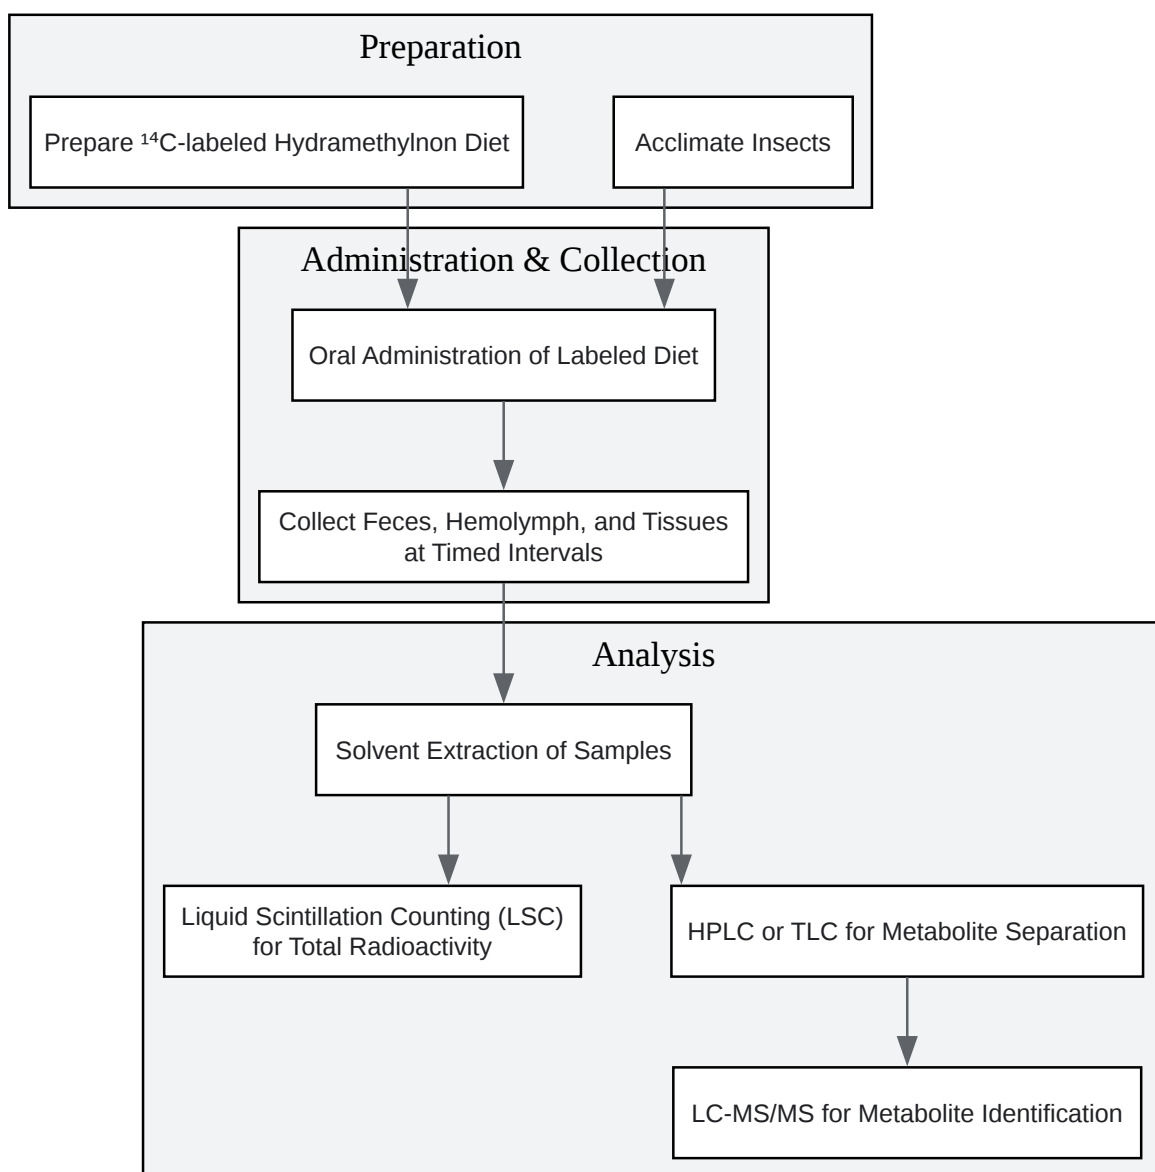 Preparation
Prepare ¹⁴C-labeled Hydramethylnon Diet
Acclimate Insects
Administration & Collection
Oral Administration of Labeled Diet
Collect Feces, Hemolymph, and Tissues
at Timed Intervals
Analysis
Solvent Extraction of Samples
Liquid Scintillation Counting (LSC)
for Total Radioactivity
HPLC or TLC for Metabolite Separation
LC-MS/MS for Metabolite Identification